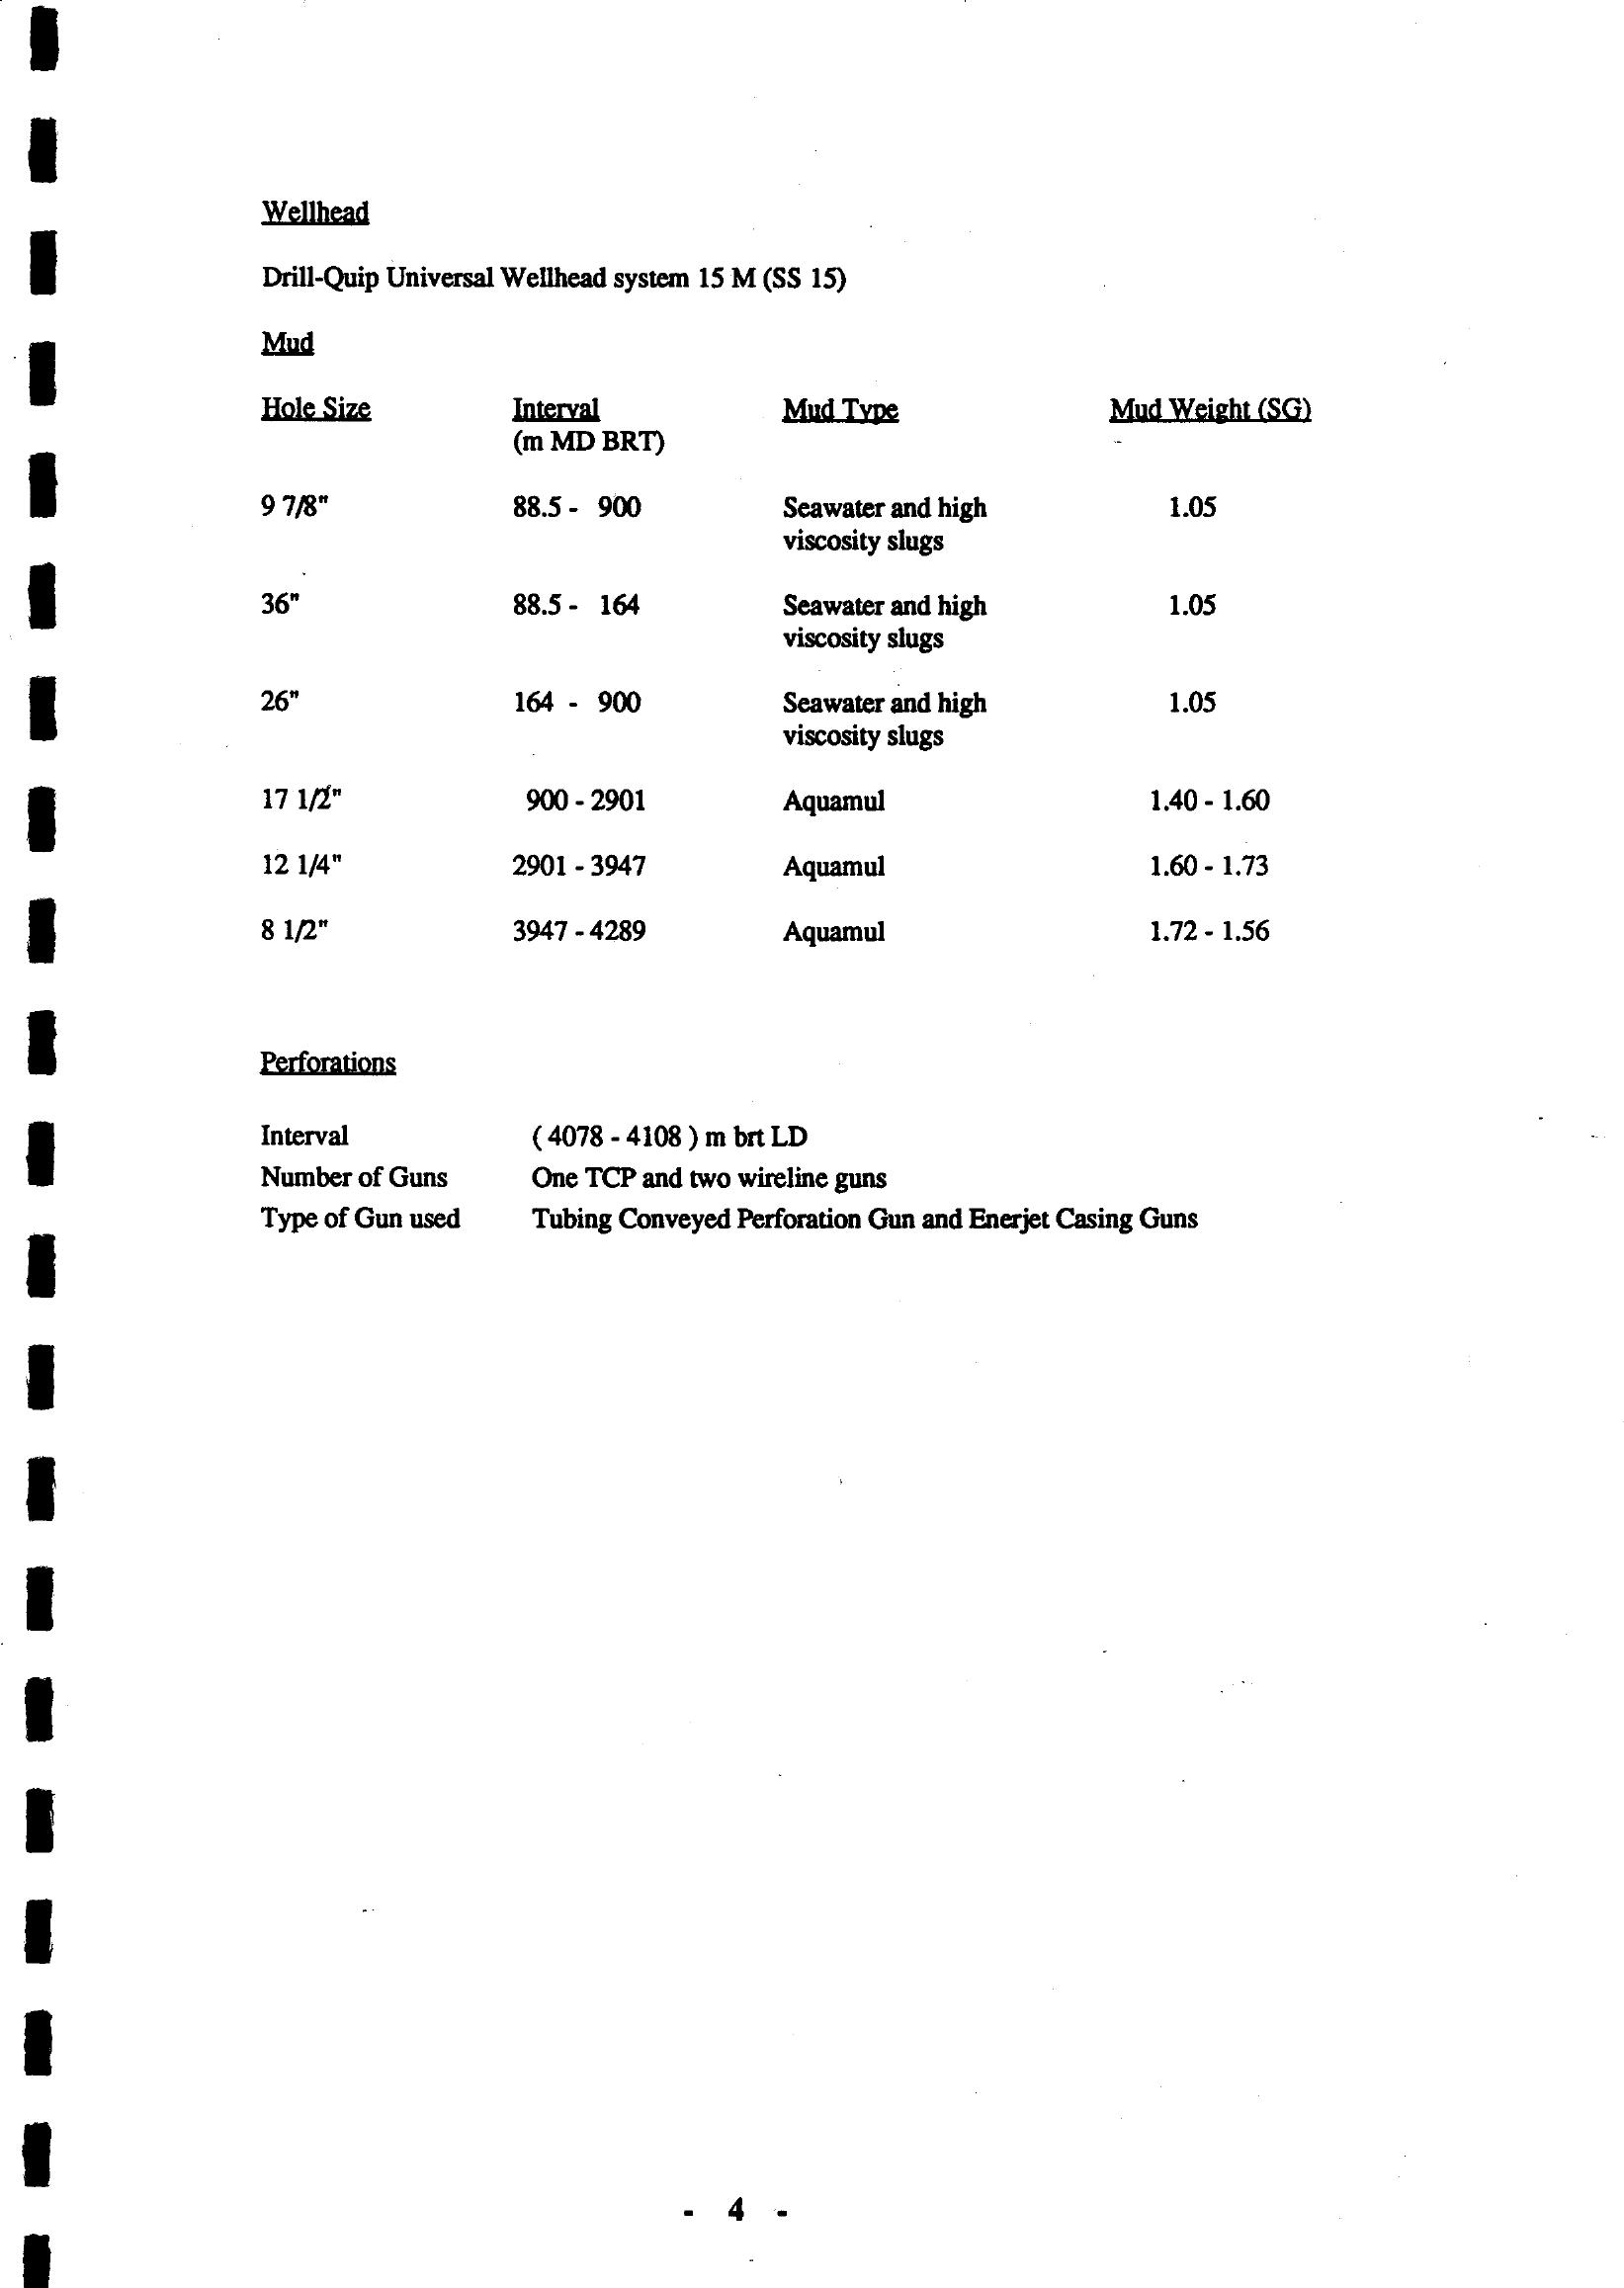 Wellhead
Drill-Quip Universal Wellhead system 15 M (SS 15)
Mud
Hole Size Interval Mud Type Mud Weight (SG)
(m MD BRT)
9 7/8" 88.5 - 900 Seawater and high 1.05
viscosity slugs
36" 88.5 - 164 Seawater and high 1.05
viscosity slugs
26" 164 - 900 Seawater and high 1.05
viscosity slugs
17 1/2" 900 - 2901 Aquamul 1.40 - 1.60
12 1/4" 2901 - 3947 Aquamul 1.60 - 1.73
8 1/2" 3947 - 4289 Aquamul 1.72 - 1.56
Perforations
Interval ( 4078 - 4108 ) m brt LD
Number of Guns One TCP and two wireline guns
Type of Gun used Tubing Conveyed Perforation Gun and Enerjet Casing Guns
- 4 -